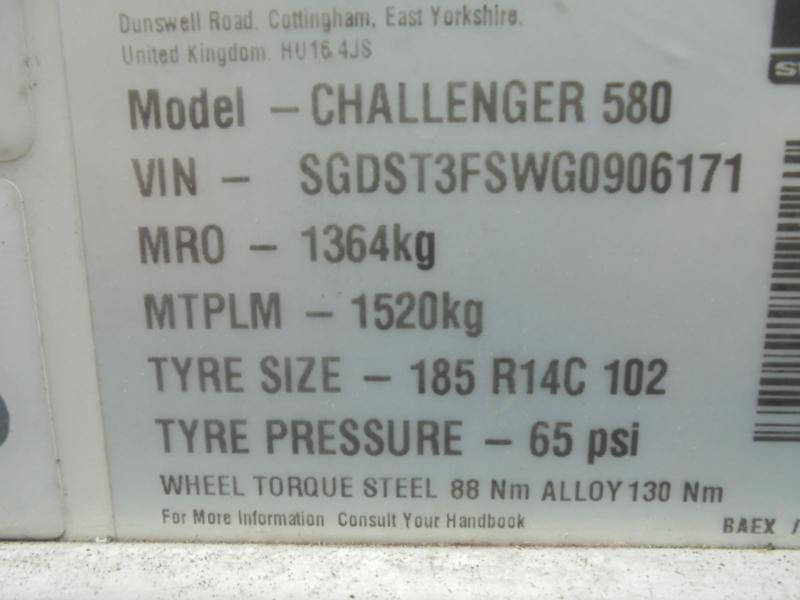 Dunswell Road. Cottingham, East Yorkshire.
United Kingdom. HU16 4JS
Model – CHALLENGER 580
VIN – SGDST3FSWG0906171
MRO – 1364kg
MTPLM – 1520kg
TYRE SIZE – 185 R14C 102
TYRE PRESSURE – 65 psi
WHEEL TORQUE STEEL 88 Nm ALLOY 130 Nm
For More Information Consult Your Handbook
BAEX /